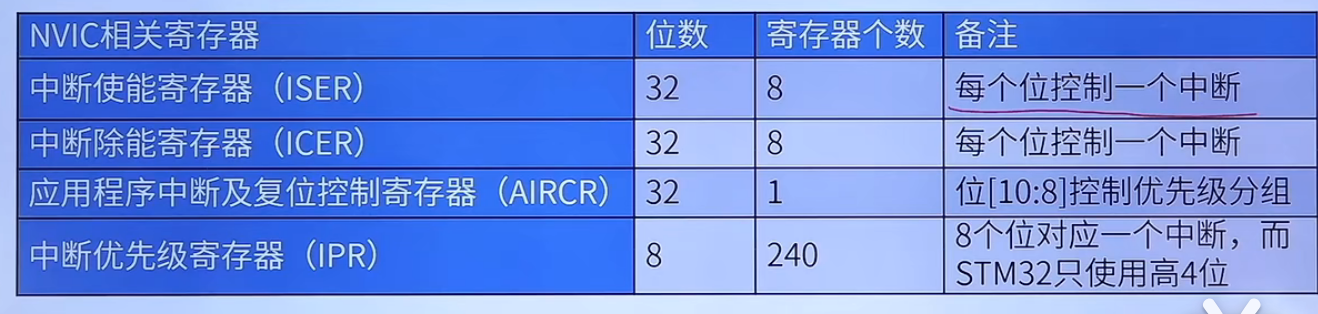 NVIC相关寄存器 位数 寄存器个数 备注
中断使能寄存器（ISER） 32 8 每个位控制一个中断
中断除能寄存器（ICER） 32 8 每个位控制一个中断
应用程序中断及复位控制寄存器（AIRCR） 32 1 位[10:8]控制优先级分组
中断优先级寄存器（IPR） 8 240 8个位对应一个中断，而
STM32只使用高4位